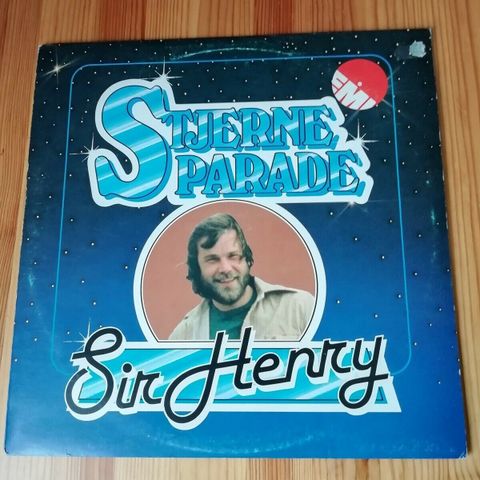 STJERNE
PARADE
EMI
Sir Henry